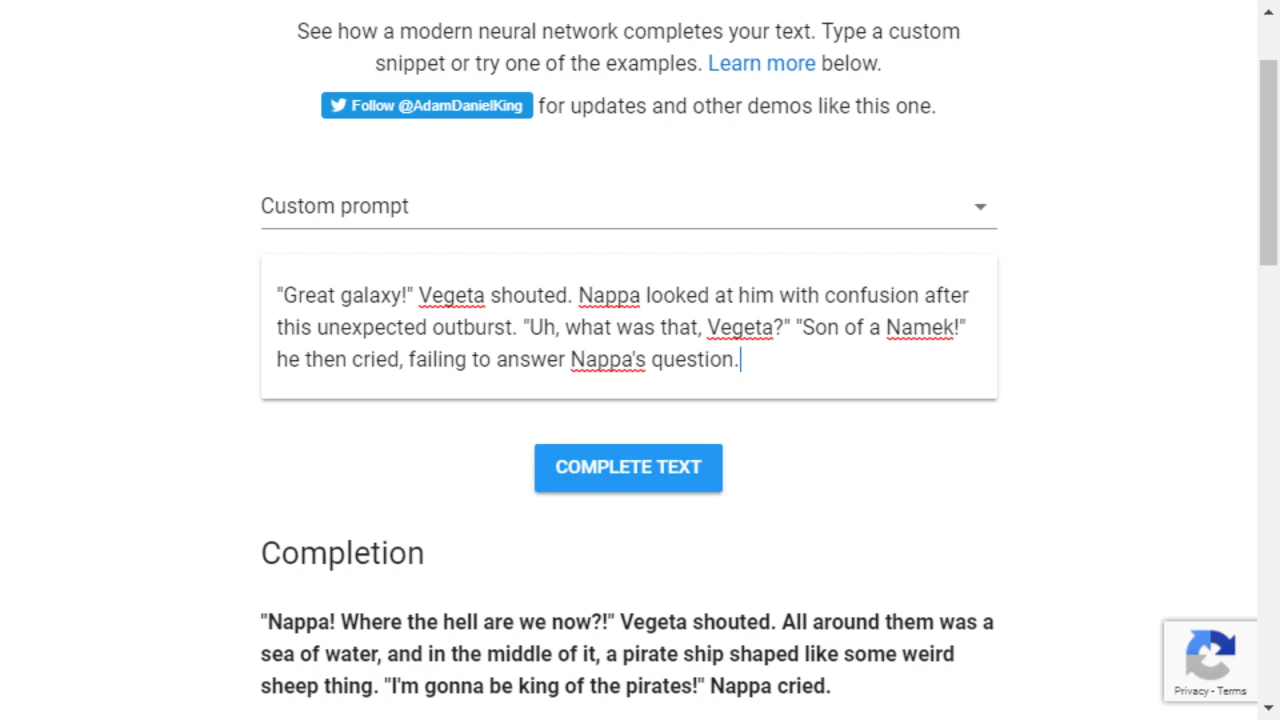 See how a modern neural network completes your text. Type a custom
snippet or try one of the examples. Learn more below.
Follow @AdamDanielKing for updates and other demos like this one.
Custom prompt
"Great galaxy!" Vegeta shouted. Nappa looked at him with confusion after
this unexpected outburst. "Uh, what was that, Vegeta?" "Son of a Namek!"
he then cried, failing to answer Nappa's question.
COMPLETE TEXT
Completion
"Nappa! Where the hell are we now?!" Vegeta shouted. All around them was a
sea of water, and in the middle of it, a pirate ship shaped like some weird
sheep thing. "I'm gonna be king of the pirates!" Nappa cried.
Privacy - Terms